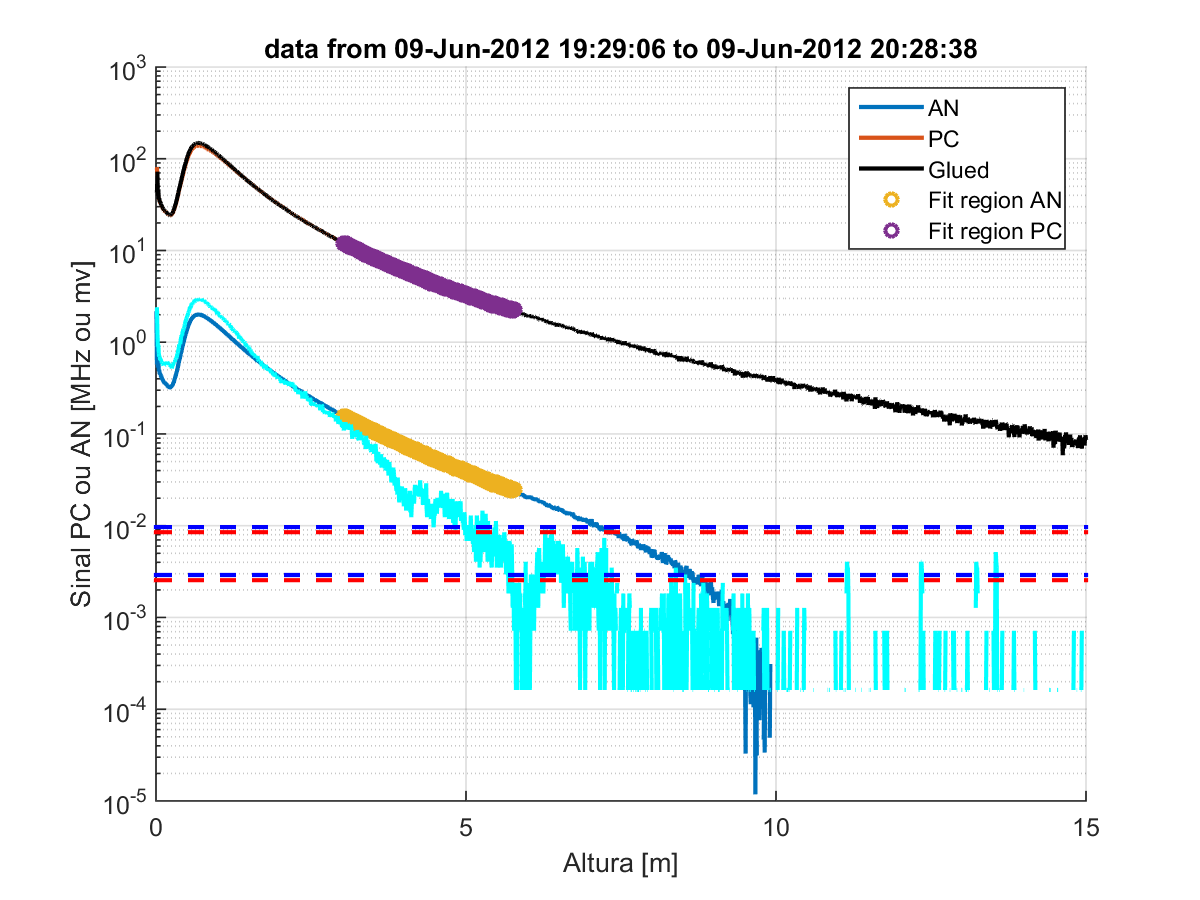 data from 09-Jun-2012 19:29:06 to 09-Jun-2012 20:28:38
AN
PC
Glued
Fit region AN
Fit region PC
Sinal PC ou AN [MHz ou mv]
10^3
10^2
10^1
10^0
10^-1
10^-2
10^-3
10^-4
10^-5
0
5
10
15
Altura [m]